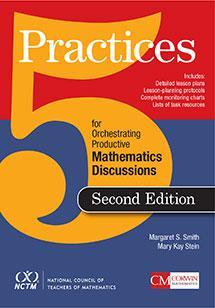 5
Practices
Includes:
Detailed lesson plans
Lesson-planning protocols
Complete monitoring charts
Lists of task resources
for
Orchestrating
Productive
Mathematics
Discussions
Second Edition
Margaret S. Smith
Mary Kay Stein
NCTM
NATIONAL COUNCIL OF
TEACHERS OF MATHEMATICS
CM
CORWIN
MATHEMATICS